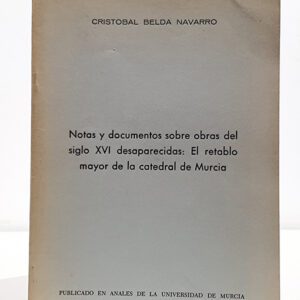 CRISTOBAL BELDA NAVARRO
Notas y documentos sobre obras del
siglo XVI desaparecidas: El retablo
mayor de la catedral de Murcia
PUBLICADO EN ANALES DE LA UNIVERSIDAD DE MURCIA